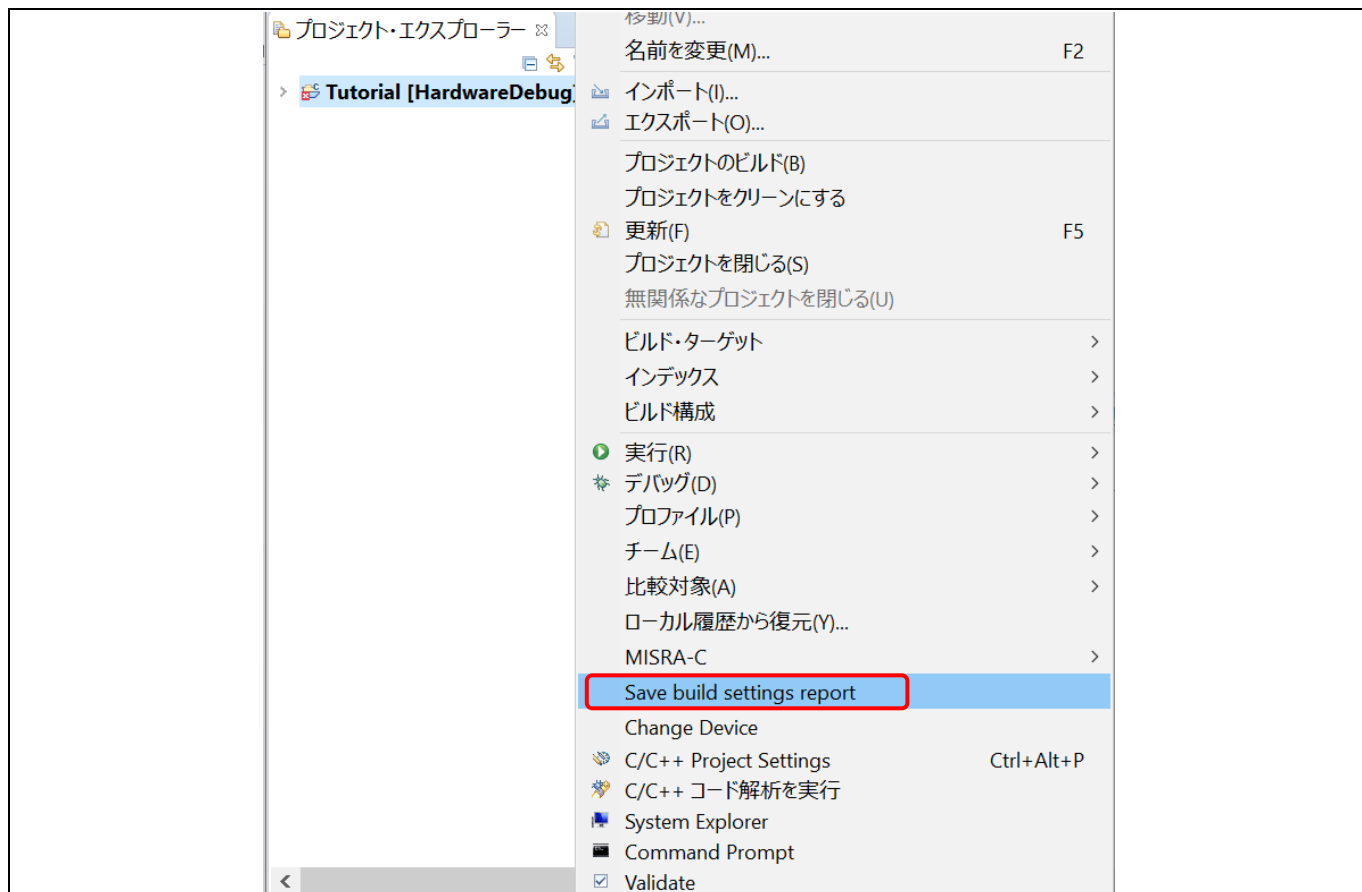 プロジェクト・エクスプローラー
Tutorial [HardwareDebug]
移動(V)...
名前を変更(M)... F2
インポート(I)...
エクスポート(O)...
プロジェクトのビルド(B)
プロジェクトをクリーンにする
更新(F) F5
プロジェクトを閉じる(S)
無関係なプロジェクトを閉じる(U)
ビルド・ターゲット
インデックス
ビルド構成
実行(R)
デバッグ(D)
プロファイル(P)
チーム(E)
比較対象(A)
ローカル履歴から復元(Y)...
MISRA-C
Save build settings report
Change Device
C/C++ Project Settings Ctrl+Alt+P
C/C++ コード解析を実行
System Explorer
Command Prompt
Validate